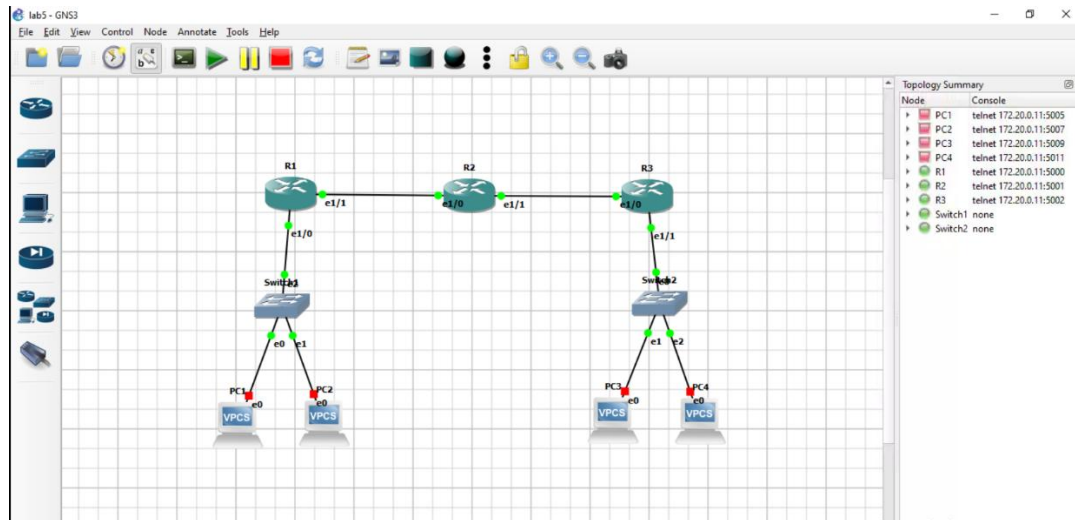 lab5 - GNS3
File Edit View Control Node Annotate Tools Help
Topology Summary
Node Console
PC1 telnet 172.20.0.11:5005
PC2 telnet 172.20.0.11:5007
PC3 telnet 172.20.0.11:5009
PC4 telnet 172.20.0.11:5011
R1 telnet 172.20.0.11:5000
R2 telnet 172.20.0.11:5001
R3 telnet 172.20.0.11:5002
Switch1 none
Switch2 none
R1 R2 R3
e1/1 e1/0 e1/1 e1/0
e1/0 e1/1
e0 e1 e1 e2
PC1 PC2 PC3 PC4
e0 e0 e0 e0
VPCS VPCS VPCS VPCS